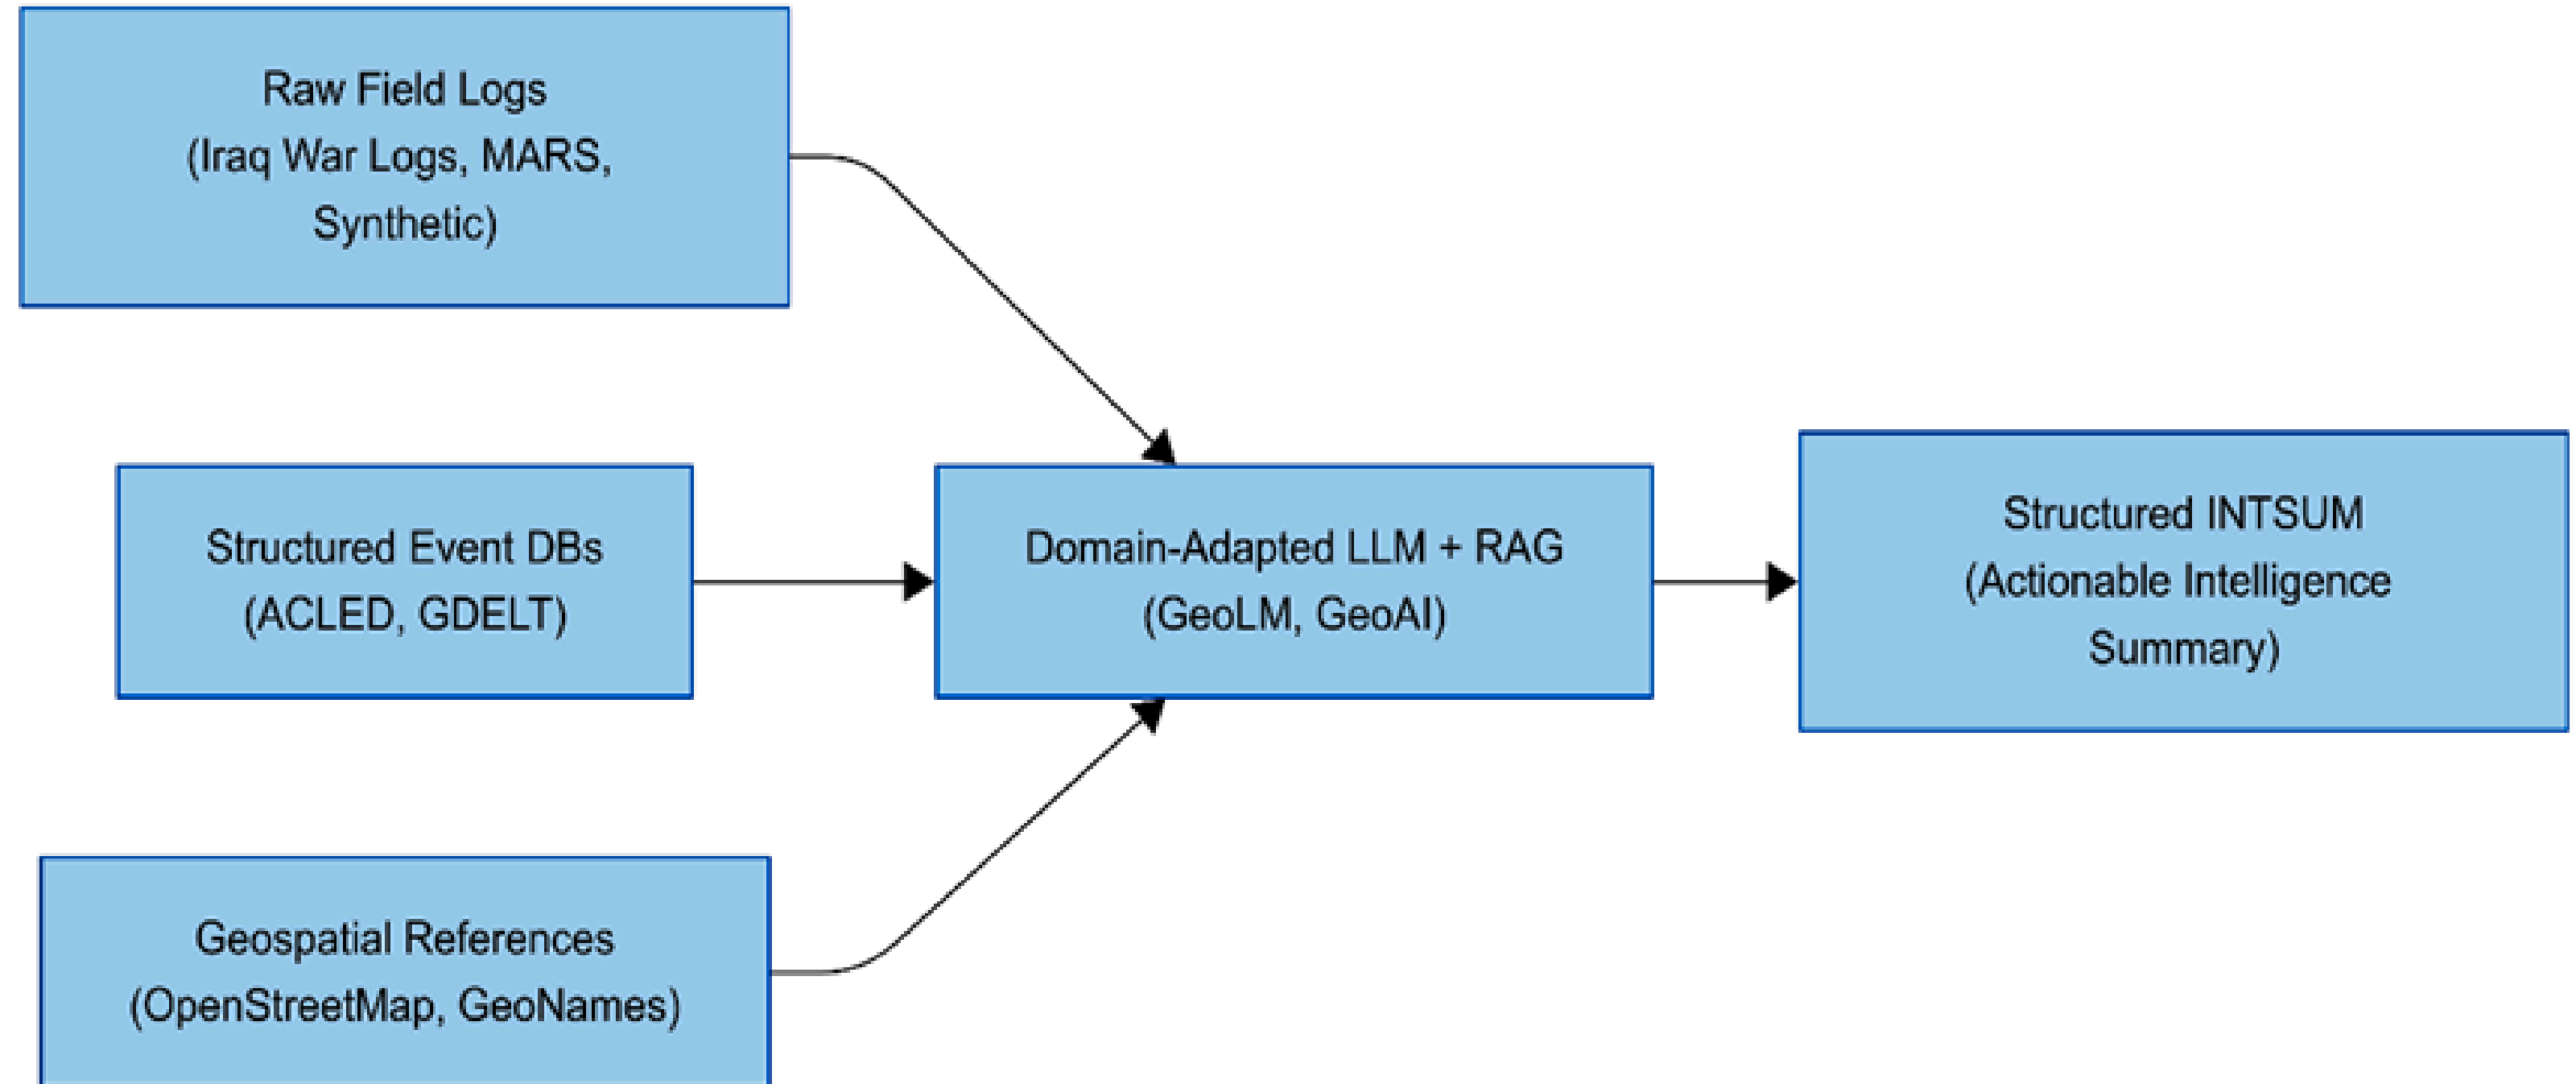 Raw Field Logs
(Iraq War Logs, MARS,
Synthetic)
Structured Event DBs
(ACLED, GDELT)
Domain-Adapted LLM + RAG
(GeoLM, GeoAI)
Structured INTSUM
(Actionable Intelligence
Summary)
Geospatial References
(OpenStreetMap, GeoNames)